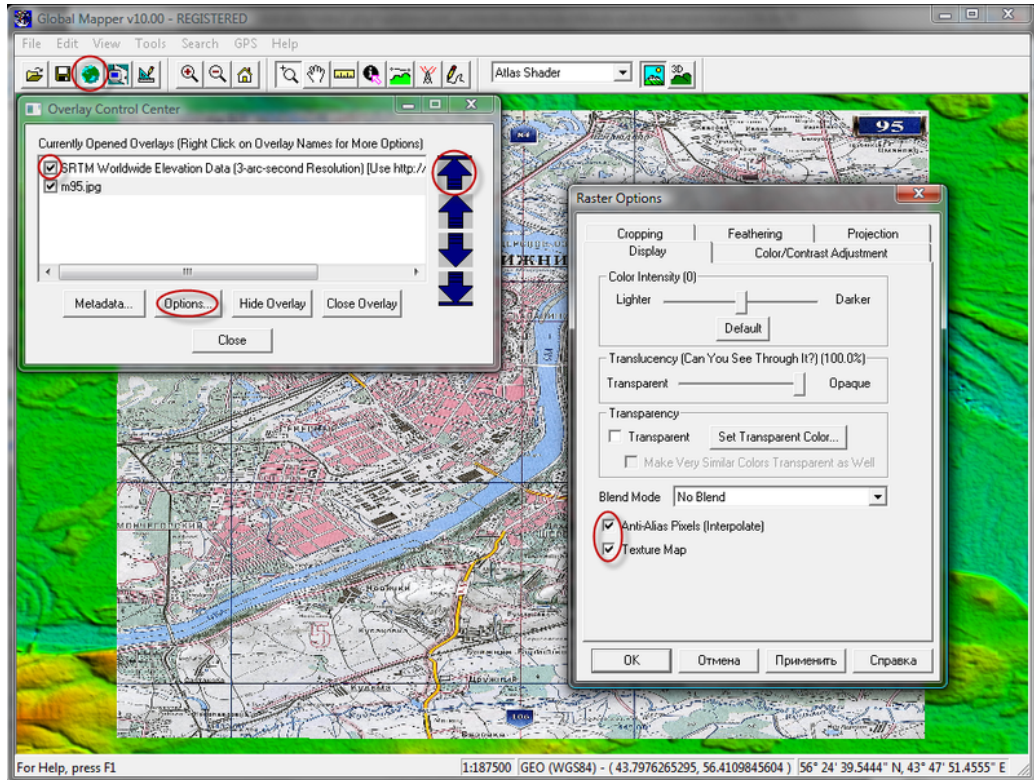 Global Mapper v10.00 - REGISTERED
File Edit View Tools Search GPS Help
Atlas Shader
3D
Overlay Control Center
Currently Opened Overlays (Right Click on Overlay Names for More Options)
SRTM Worldwide Elevation Data (3-arc-second Resolution) [Use http://
m95.jpg
Metadata... Options... Hide Overlay Close Overlay
Close
84
95
Raster Options
Cropping Feathering Projection
Display Color/Contrast Adjustment
Color Intensity (0)
Lighter Darker
Default
Translucency (Can You See Through It?) (100.0%)
Transparent Opaque
Transparency
Transparent Set Transparent Color...
Make Very Similar Colors Transparent as Well
Blend Mode No Blend
Anti-Alias Pixels (Interpolate)
Texture Map
OK Отмена Применить Справка
5
106
For Help, press F1
1:187500 GEO (WGS84) - ( 43.7976265295, 56.4109845604 ) 56° 24' 39.5444" N, 43° 47' 51.4555" E